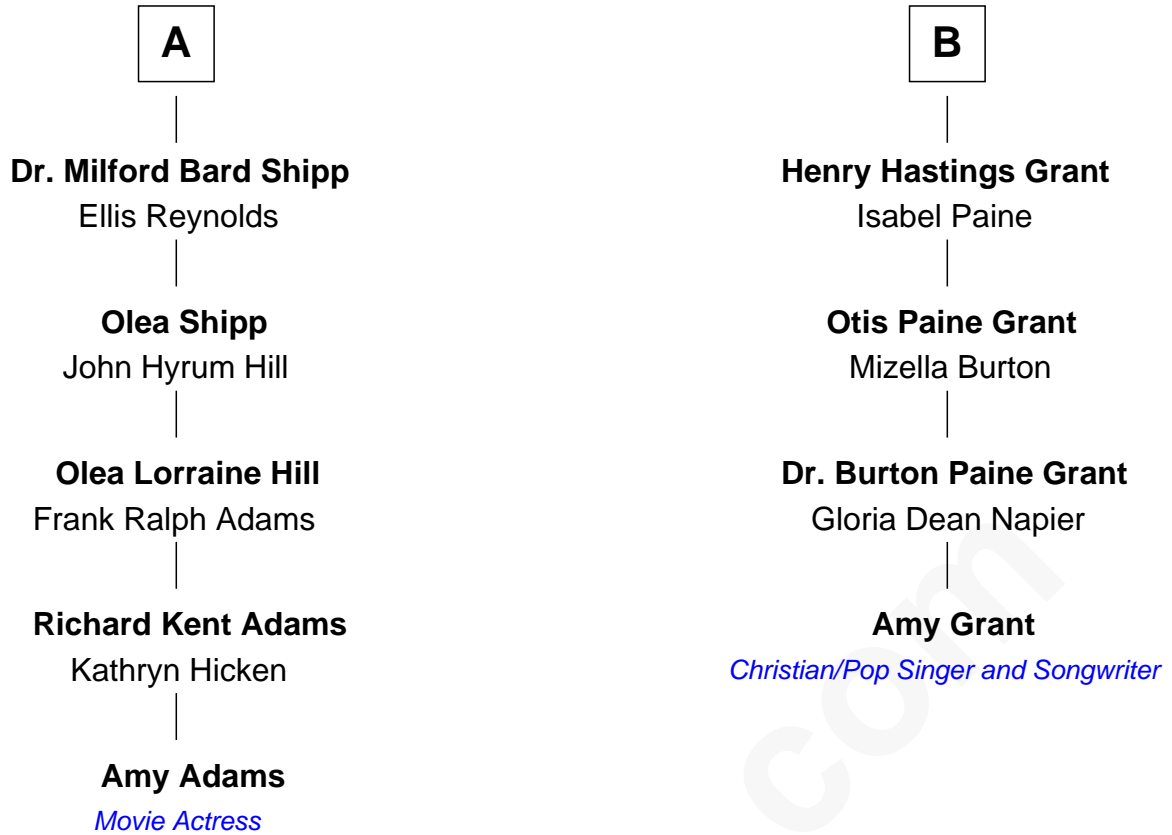 A
Dr. Milford Bard Shipp
Ellis Reynolds
Olea Shipp
John Hyrum Hill
Olea Lorraine Hill
Frank Ralph Adams
Richard Kent Adams
Kathryn Hicken
Amy Adams
Movie Actress
B
Henry Hastings Grant
Isabel Paine
Otis Paine Grant
Mizella Burton
Dr. Burton Paine Grant
Gloria Dean Napier
Amy Grant
Christian/Pop Singer and Songwriter
com